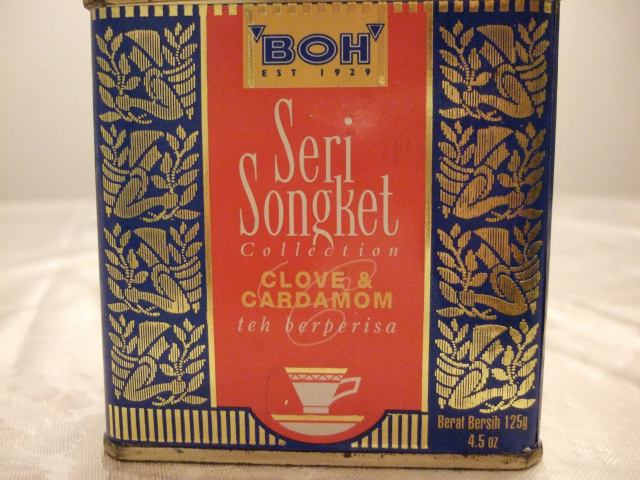 BOH
EST 1929
Seri
Songket
Collection
CLOVE &
CARDAMOM
teh berperisa
Berat Bersih 125g
4.5 oz